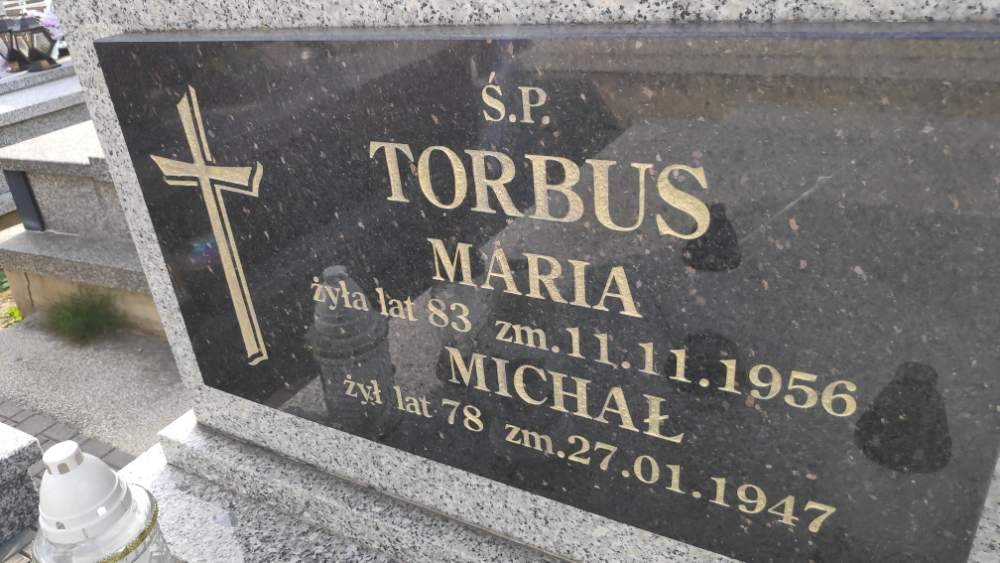 Ś.P.
TORBUS
MARIA
żyła lat 83 zm.11.11.1956
MICHAŁ
żył lat 78 zm.27.01.1947